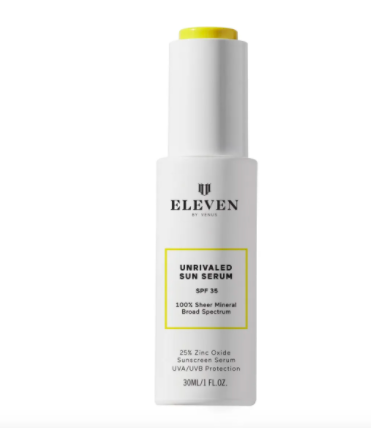 ELEVEN
BY VENUS
UNRIVALED
SUN SERUM
SPF 35
100% Sheer Mineral
Broad Spectrum
25% Zinc Oxide
Sunscreen Serum
UVA/UVB Protection
30ML/1 FL.OZ.